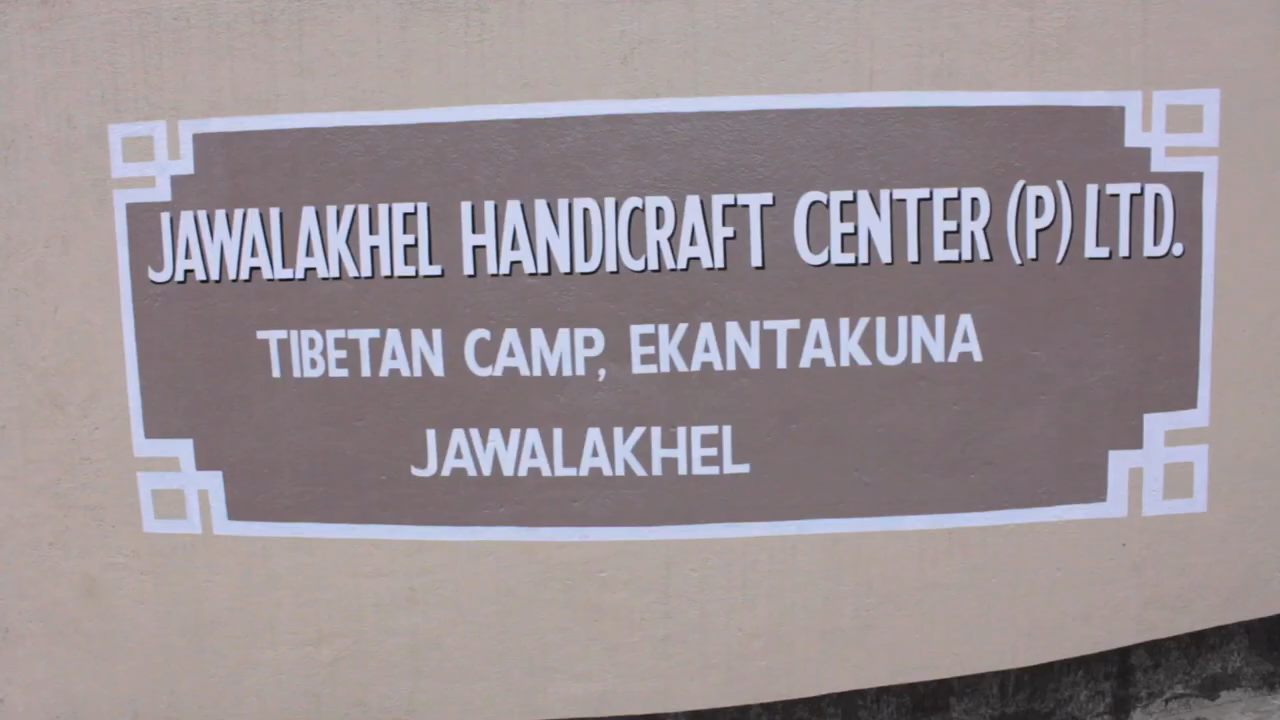 JAWALAKHEL HANDICRAFT CENTER (P) LTD.
TIBETAN CAMP, EKANTAKUNA
JAWALAKHEL